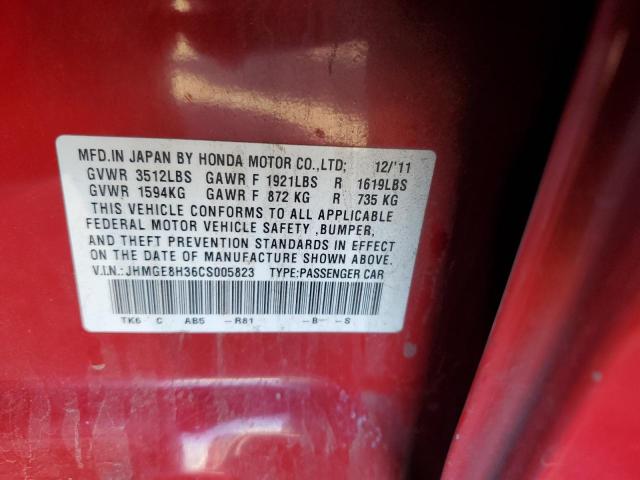 MFD.IN JAPAN BY HONDA MOTOR CO.,LTD; 12/'11
GVWR 3512LBS GAWR F 1921LBS R 1619LBS
GVWR 1594KG GAWR F 872 KG R 735 KG
THIS VEHICLE CONFORMS TO ALL APPLICABLE
FEDERAL MOTOR VEHICLE SAFETY ,BUMPER,
AND THEFT PREVENTION STANDARDS IN EFFECT
ON THE DATE OF MANUFACTURE SHOWN ABOVE.
V.I.N.:JHMGE8H36CS005823 TYPE:PASSENGER CAR
TK6 C AB5 -R81 -B -S